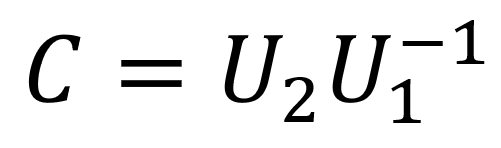 C = U₂U₁⁻¹